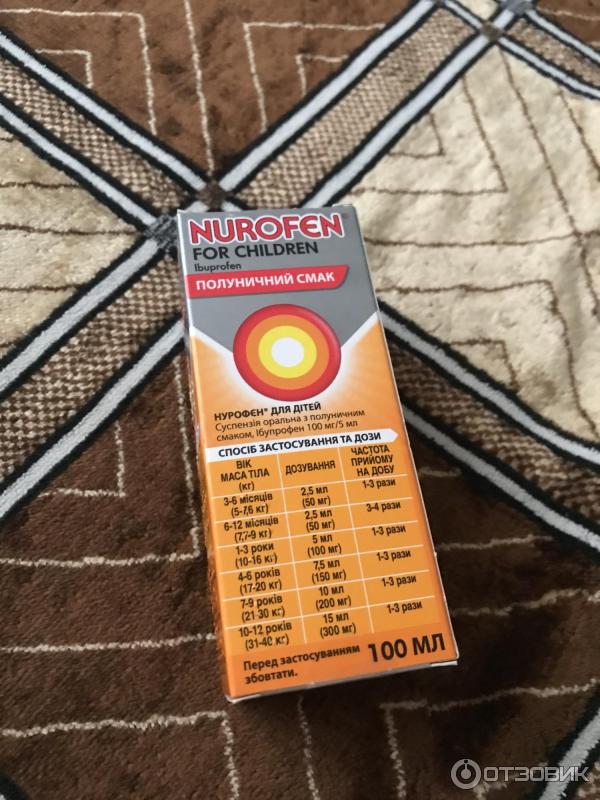 NUROFEN®
FOR CHILDREN
Ibuprofen
ПОЛУНИЧНИЙ СМАК
НУРОФЄН® ДЛЯ ДІТЕЙ
Суспензія оральна з полуничним
смаком, Ібупрофен 100 мг/5 мл
СПОСІБ ЗАСТОСУВАННЯ ТА ДОЗИ
ВІК
МАСА ТІЛА
(кг)
ДОЗУВАННЯ
ЧАСТОТА
ПРИЙОМУ
НА ДОБУ
3-6 місяців
(5-7,6 кг)
2,5 мл
(50 мг)
1-3 рази
6-12 місяців
(7,7-9 кг)
2,5 мл
(50 мг)
3-4 рази
1-3 роки
(10-16 кг)
5 мл
(100 мг)
1-3 рази
4-6 років
(17-20 кг)
7,5 мл
(150 мг)
1-3 рази
7-9 років
(21-30 кг)
10 мл
(200 мг)
1-3 рази
10-12 років
(31-40 кг)
15 мл
(300 мг)
1-3 рази
Перед застосуванням
збовтати.
100 МЛ
ОТЗОВИК